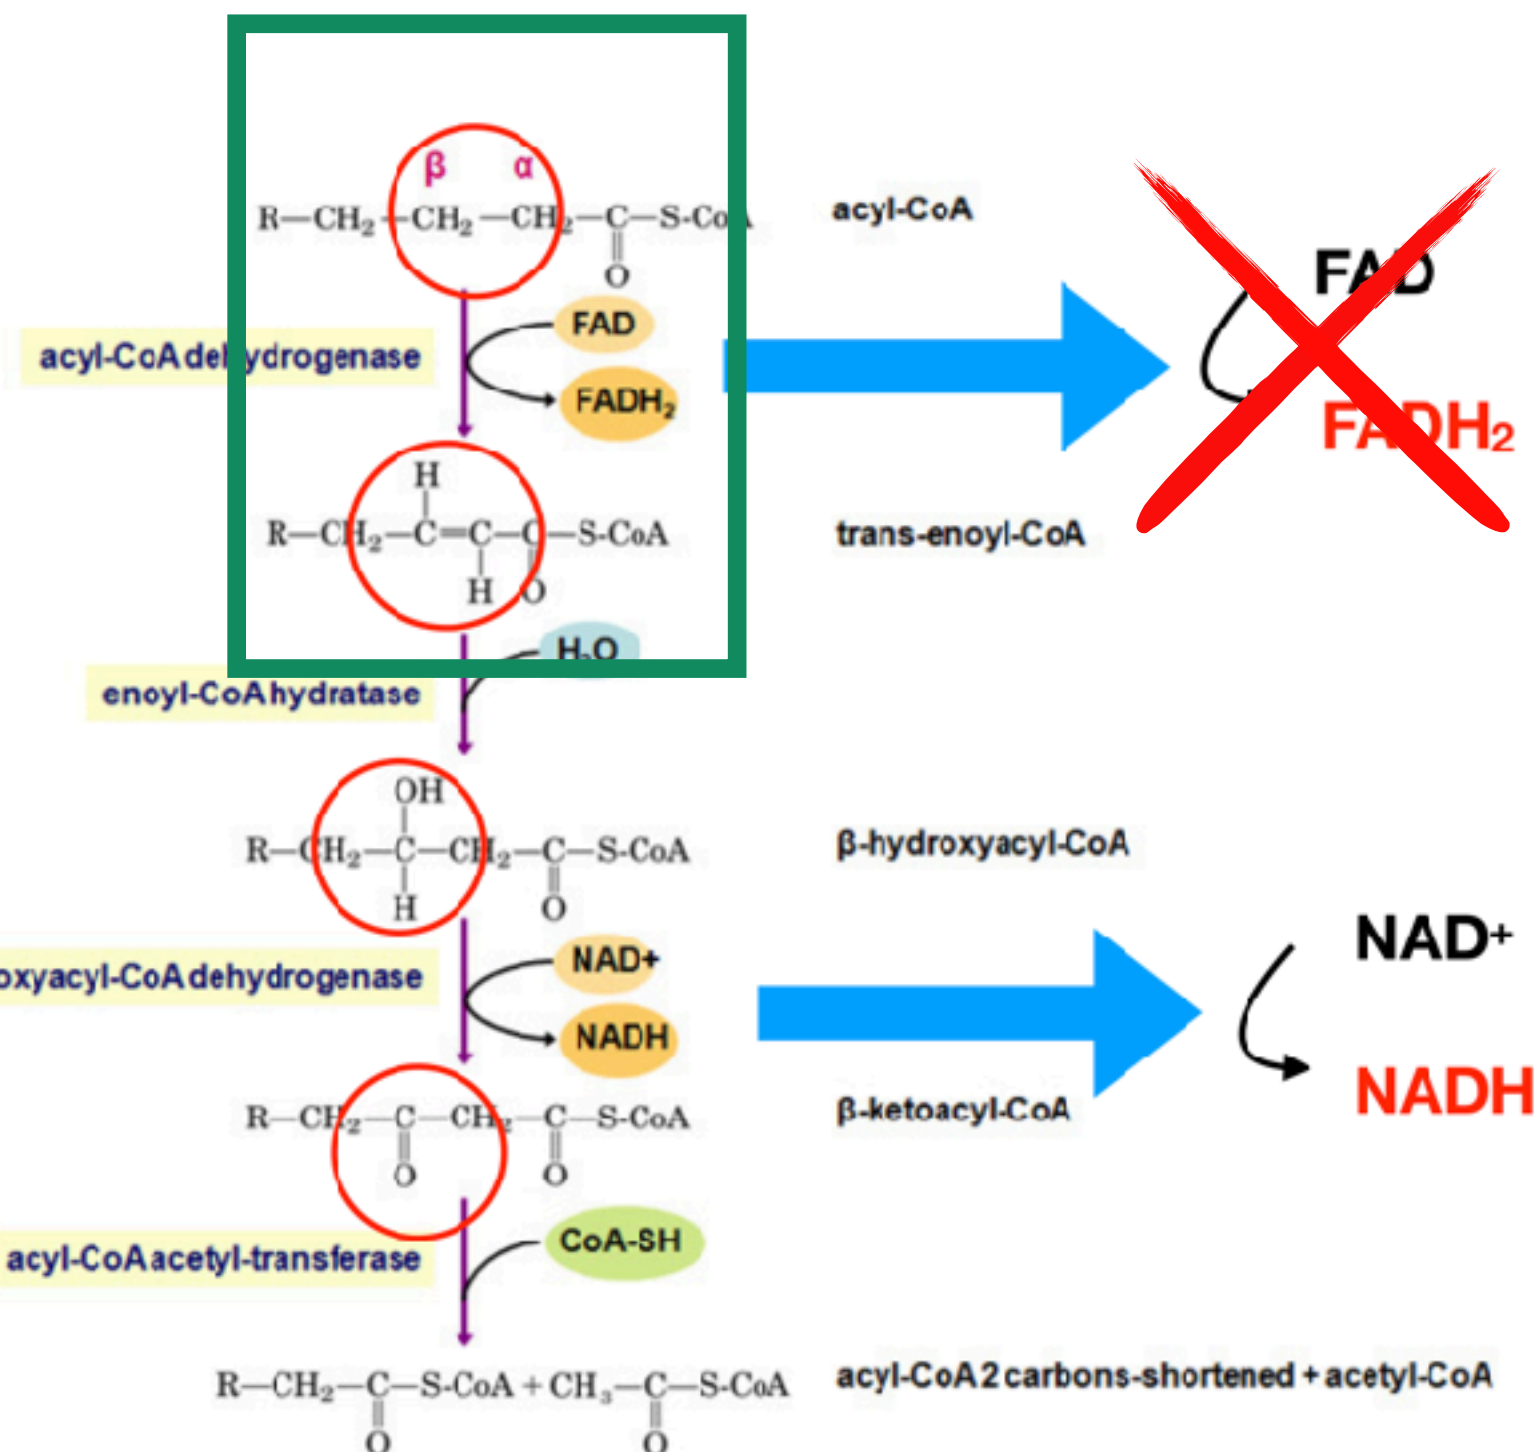 β α
R—CH₂—CH₂—CH₂—C—S-CoA
O
acyl-CoA
FAD
FADH₂
acyl-CoA dehydrogenase
FAD
FADH₂
H
R—CH₂—C=C—C—S-CoA
H O
trans-enoyl-CoA
H₂O
enoyl-CoA hydratase
OH
R—CH₂—C—CH₂—C—S-CoA
H O
β-hydroxyacyl-CoA
oxyacyl-CoA dehydrogenase
NAD+
NADH
NAD+
NADH
R—CH₂—C—CH₂—C—S-CoA
O O
β-ketoacyl-CoA
acyl-CoA acetyl-transferase
CoA-SH
R—CH₂—C—S-CoA + CH₃—C—S-CoA
O O
acyl-CoA 2 carbons-shortened + acetyl-CoA